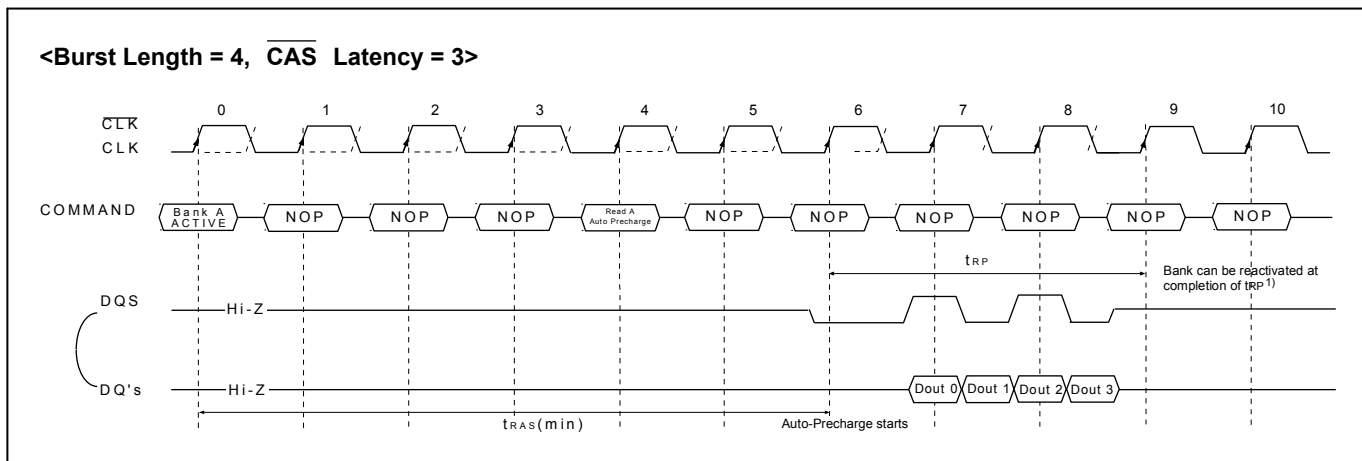 <Burst Length = 4, CAS Latency = 3>
0 1 2 3 4 5 6 7 8 9 10
CLK
CLK
COMMAND
Bank A ACTIVE
NOP
NOP
NOP
Read A Auto Precharge
NOP
NOP
NOP
NOP
NOP
NOP
tRP
Bank can be reactivated at
completion of tRP1)
DQS
Hi-Z
DQ's
Hi-Z
Dout 0 Dout 1 Dout 2 Dout 3
tRAS(min)
Auto-Precharge starts